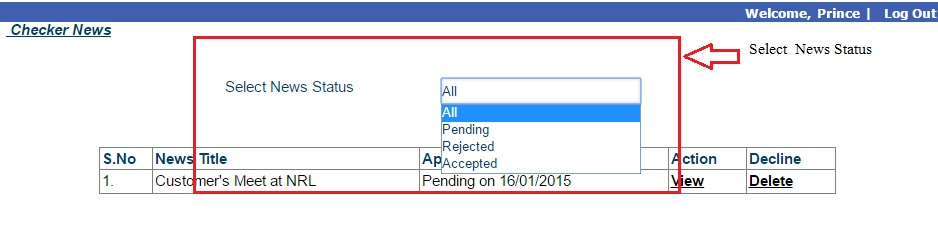 Welcome, Prince | Log Out
Checker News
Select News Status
Select News Status
All
All
Pending
Rejected
Accepted
S.No News Title Ap Action Decline
1. Customer's Meet at NRL Pending on 16/01/2015 View Delete